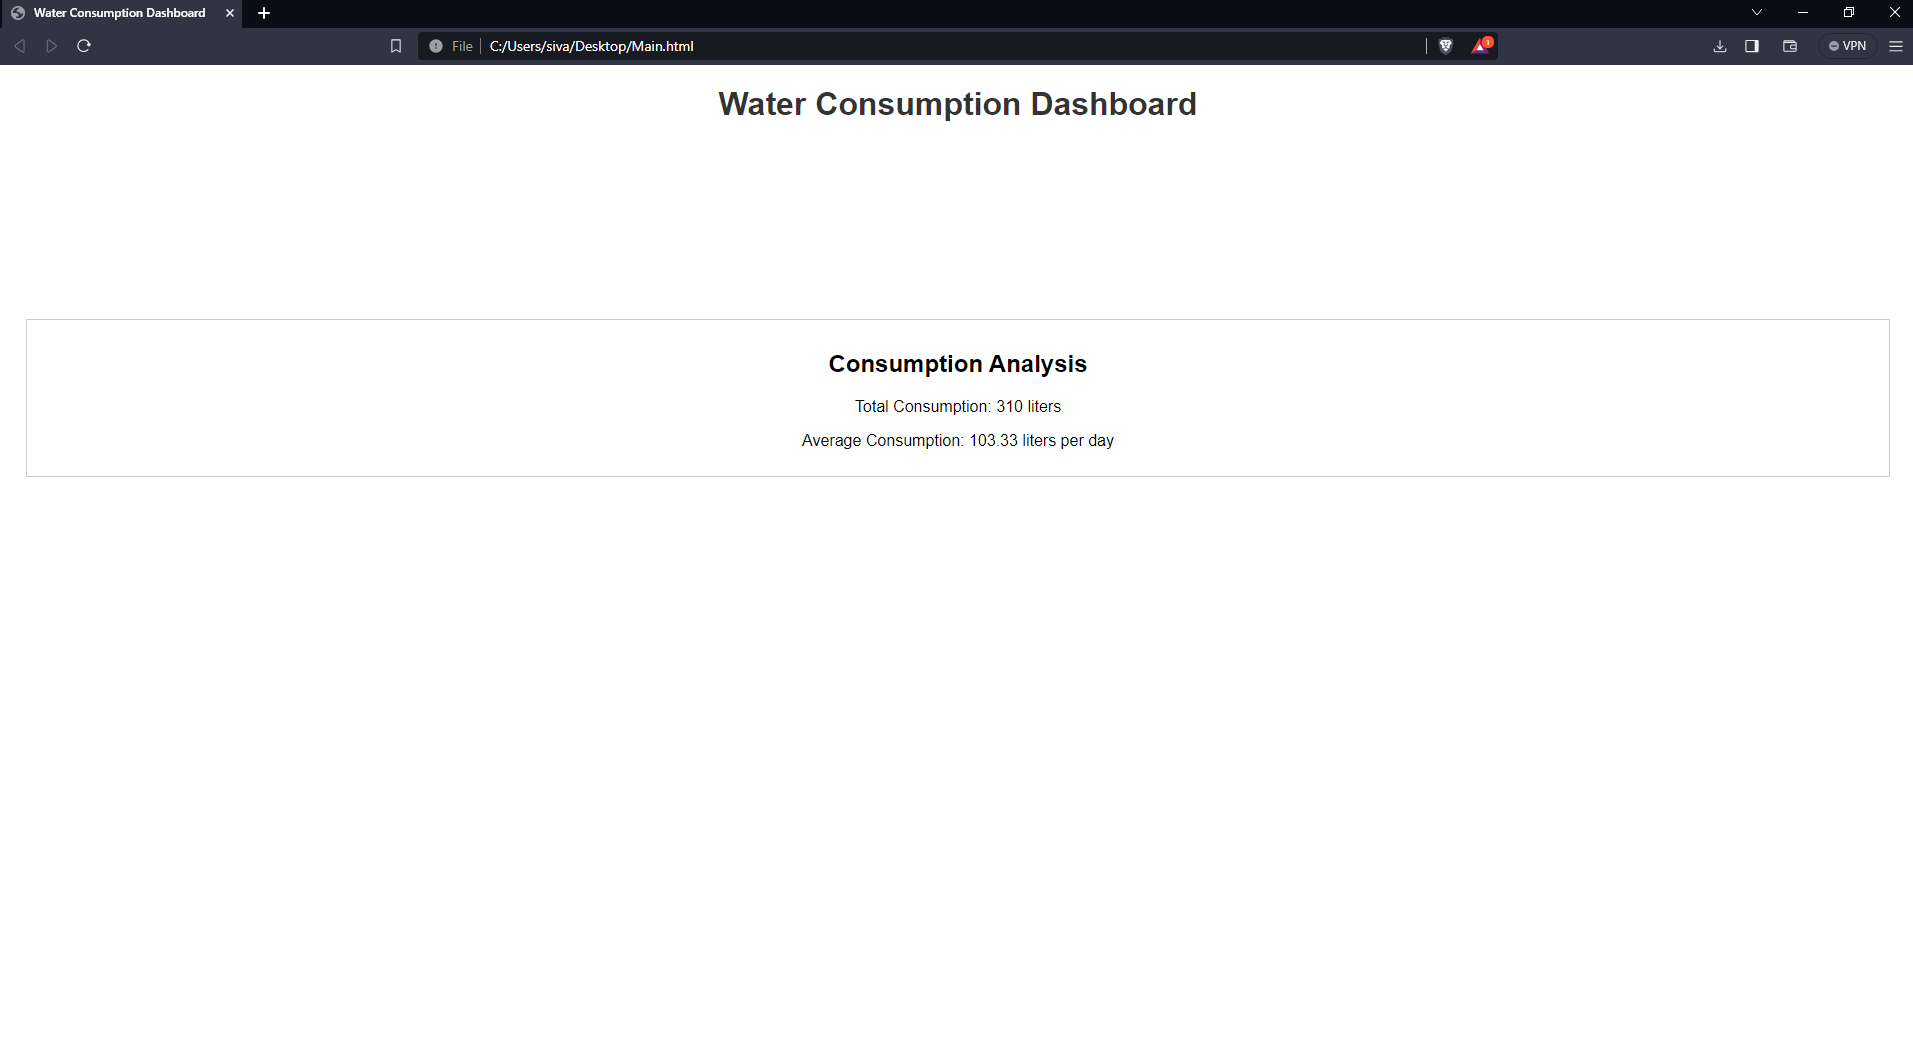 Water Consumption Dashboard
File C:/Users/siva/Desktop/Main.html
1
VPN
Water Consumption Dashboard
Consumption Analysis
Total Consumption: 310 liters
Average Consumption: 103.33 liters per day